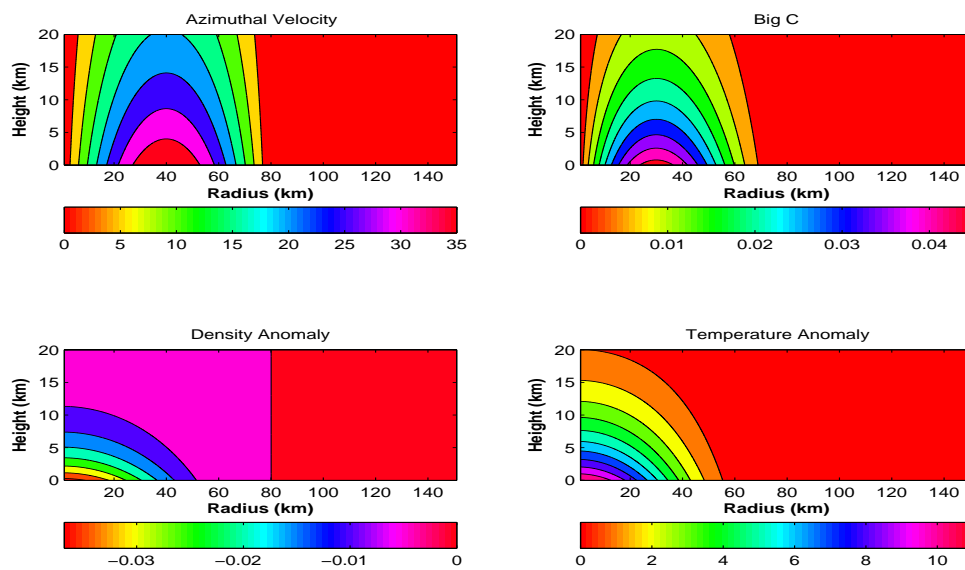 Azimuthal Velocity
Big C
Height (km)
20
15
10
5
0
20 40 60 80 100 120 140
Radius (km)
0 5 10 15 20 25 30 35
Height (km)
20
15
10
5
0
20 40 60 80 100 120 140
Radius (km)
0 0.01 0.02 0.03 0.04
Density Anomaly
Temperature Anomaly
Height (km)
20
15
10
5
0
20 40 60 80 100 120 140
Radius (km)
−0.03 −0.02 −0.01 0
Height (km)
20
15
10
5
0
20 40 60 80 100 120 140
Radius (km)
0 2 4 6 8 10